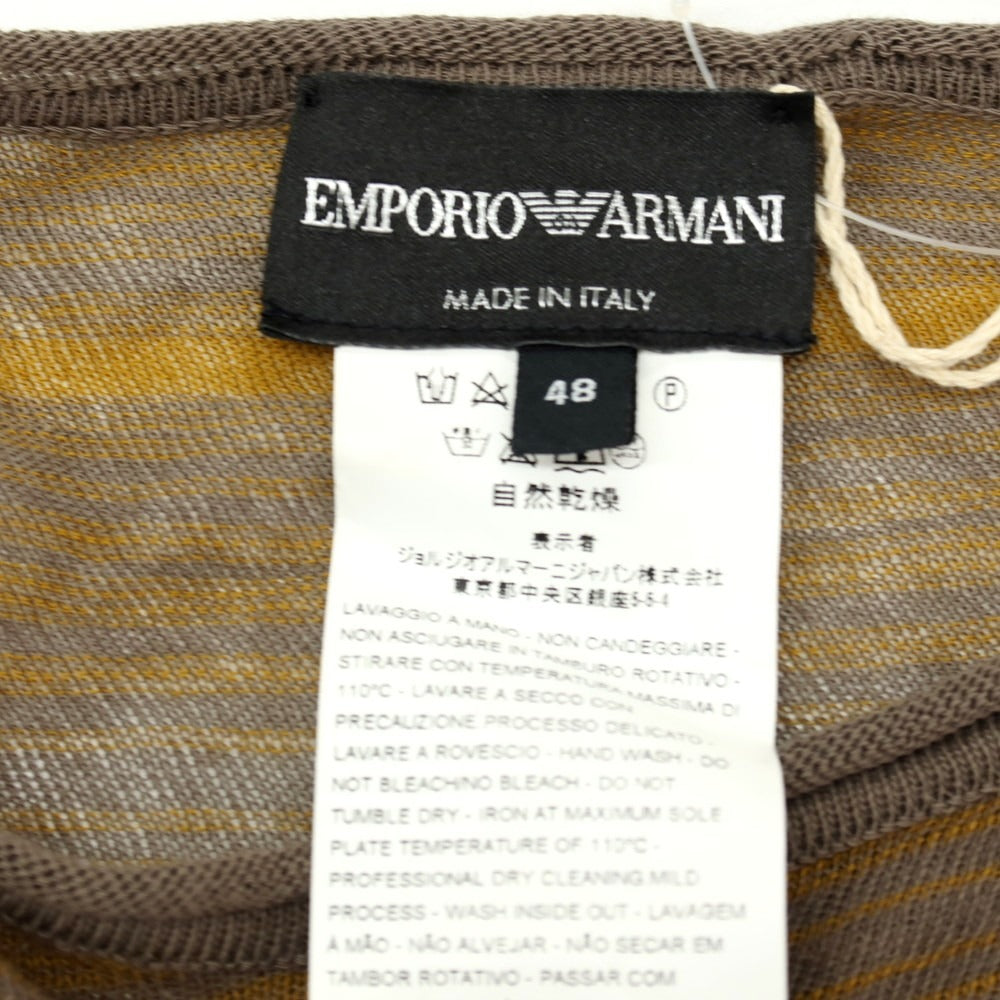 EMPORIO ARMANI
MADE IN ITALY
48
P
自然乾燥
表示者
ジョルジオアルマーニジャパン株式会社
東京都中央区銀座5-5-4
LAVAGGIO A MANO - NON CANDEGGIARE -
NON ASCIUGARE IN TAMBURO ROTATIVO -
STIRARE CON TEMPERATURA MASSIMA DI
110°C - LAVARE A SECCO CON
PRECAUZIONE PROCESSO DELICATO -
LAVARE A ROVESCIO - HAND WASH - DO
NOT BLEACH/NO BLEACH - DO NOT
TUMBLE DRY - IRON AT MAXIMUM SOLE
PLATE TEMPERATURE OF 110°C -
PROFESSIONAL DRY CLEANING MILD
PROCESS - WASH INSIDE OUT - LAVAGEM
À MÃO - NÃO ALVEJAR - NÃO SECAR EM
TAMBOR ROTATIVO - PASSAR COM